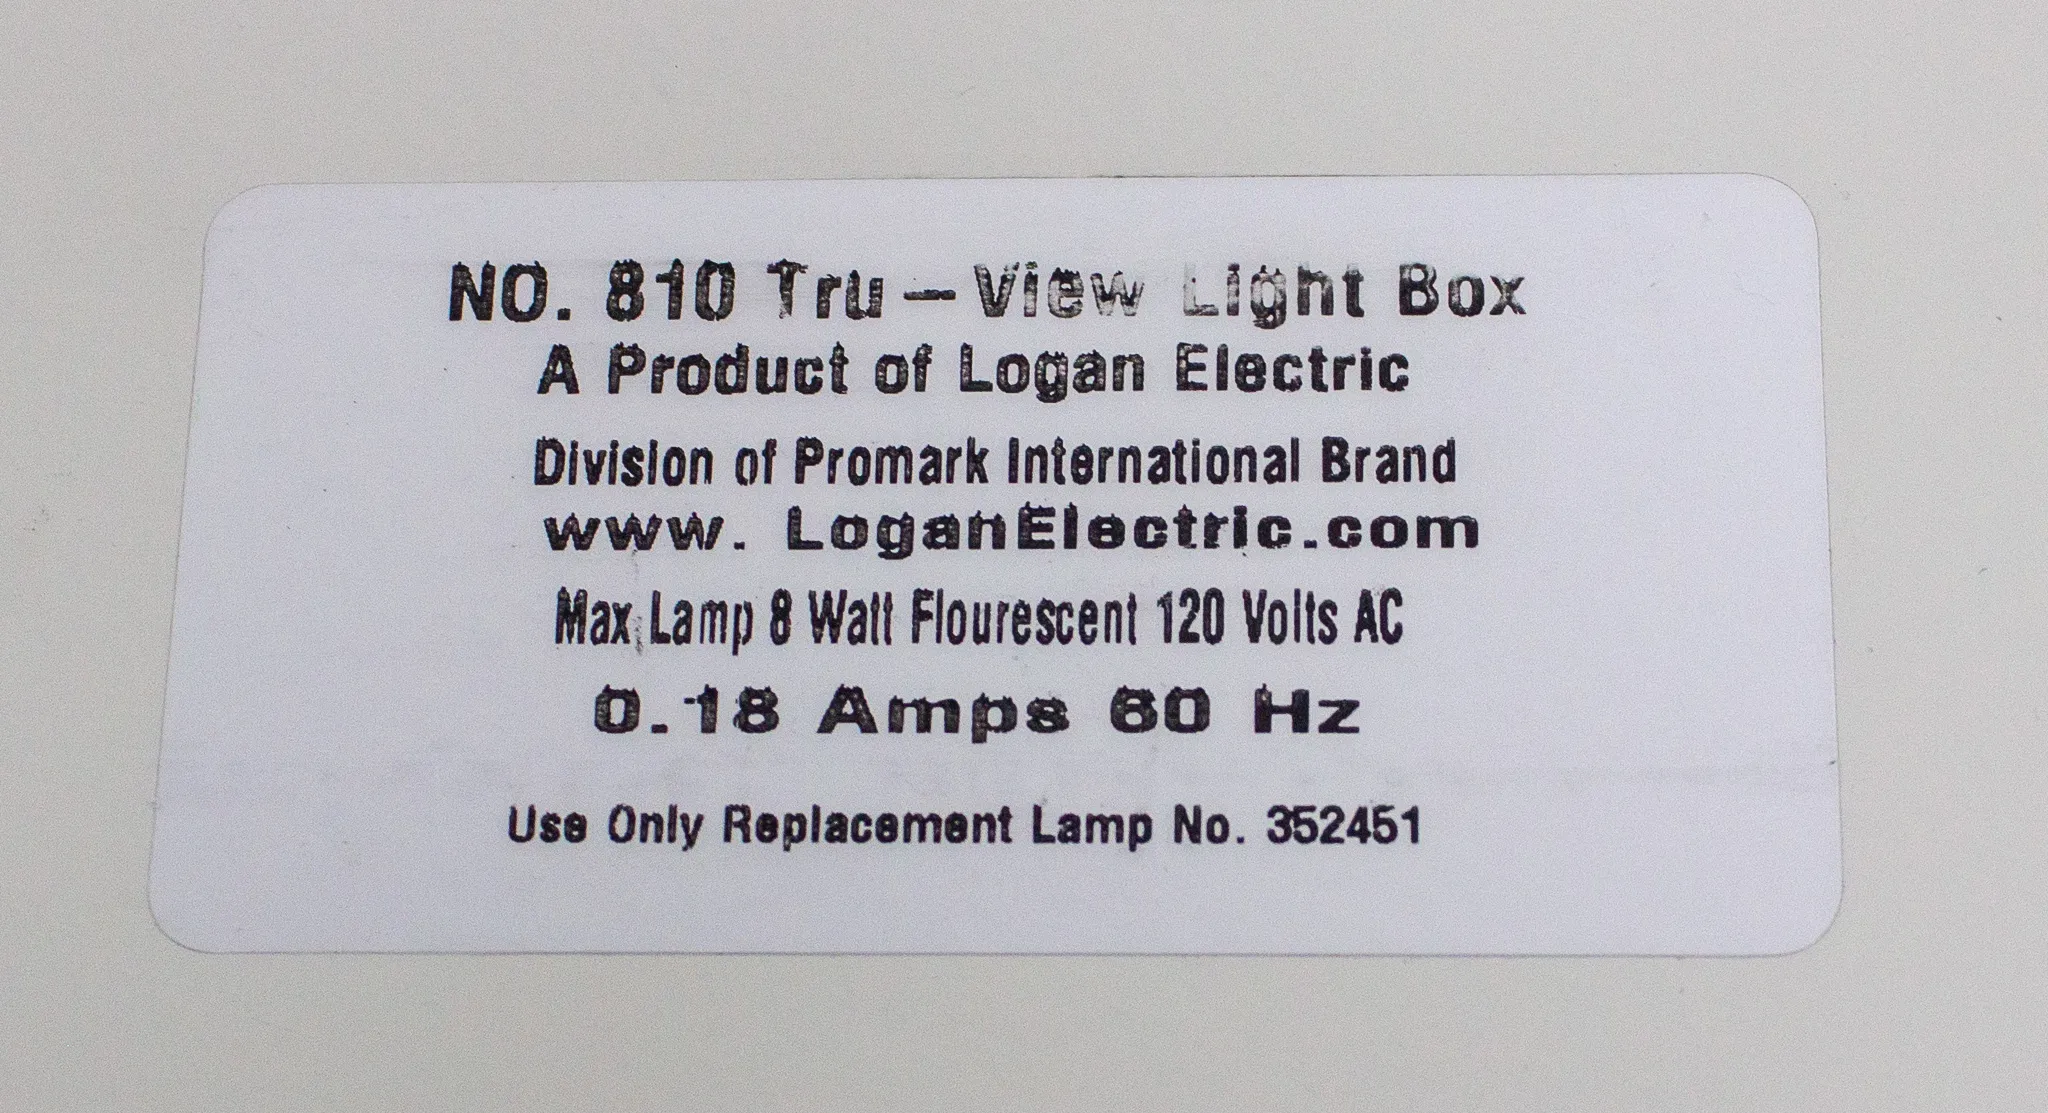 NO. 810 Tru - View Light Box
A Product of Logan Electric
Division of Promark International Brand
www. LoganElectric.com
Max Lamp 8 Watt Flourescent 120 Volts AC
0.18 Amps 60 Hz
Use Only Replacement Lamp No. 352451